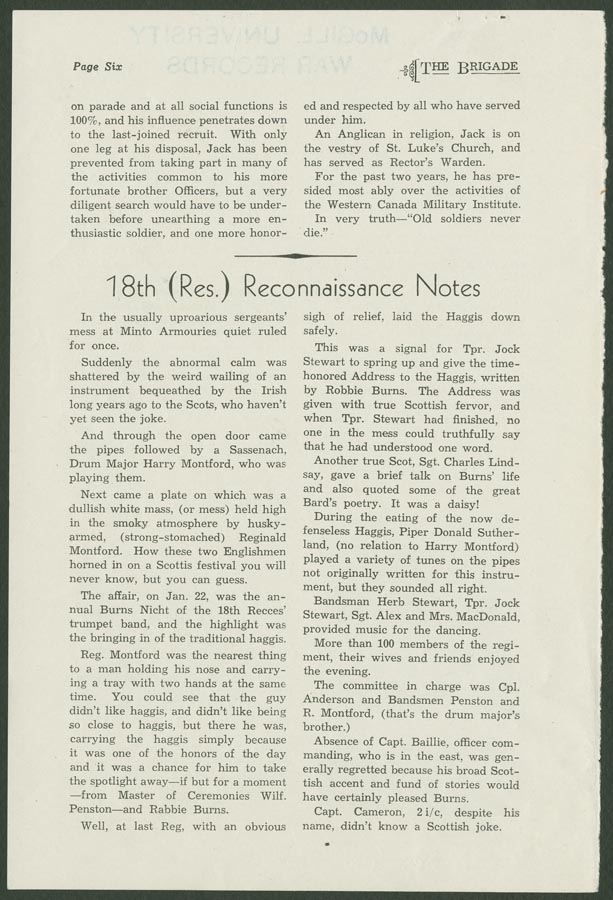 McGILL UNIVERSITY
WAR RECORDS
Page Six
THE BRIGADE
on parade and at all social functions is
100%, and his influence penetrates down
to the last-joined recruit. With only
one leg at his disposal, Jack has been
prevented from taking part in many of
the activities common to his more
fortunate brother Officers, but a very
diligent search would have to be under-
taken before unearthing a more en-
thusiastic soldier, and one more honor-
ed and respected by all who have served
under him.
An Anglican in religion, Jack is on
the vestry of St. Luke's Church, and
has served as Rector's Warden.
For the past two years, he has pre-
sided most ably over the activities of
the Western Canada Military Institute.
In very truth—"Old soldiers never
die."
18th (Res.) Reconnaissance Notes
In the usually uproarious sergeants'
mess at Minto Armouries quiet ruled
for once.
Suddenly the abnormal calm was
shattered by the weird wailing of an
instrument bequeathed by the Irish
long years ago to the Scots, who haven't
yet seen the joke.
And through the open door came
the pipes followed by a Sassenach,
Drum Major Harry Montford, who was
playing them.
Next came a plate on which was a
dullish white mass, (or mess) held high
in the smoky atmosphere by husky-
armed, (strong-stomached) Reginald
Montford. How these two Englishmen
horned in on a Scottis festival you will
never know, but you can guess.
The affair, on Jan. 22, was the an-
nual Burns Nicht of the 18th Recces'
trumpet band, and the highlight was
the bringing in of the traditional haggis.
Reg. Montford was the nearest thing
to a man holding his nose and carry-
ing a tray with two hands at the same
time. You could see that the guy
didn't like haggis, and didn't like being
so close to haggis, but there he was,
carrying the haggis simply because
it was one of the honors of the day
and it was a chance for him to take
the spotlight away—if but for a moment
—from Master of Ceremonies Wilf.
Penston—and Rabbie Burns.
Well, at last Reg, with an obvious
sigh of relief, laid the Haggis down
safely.
This was a signal for Tpr. Jock
Stewart to spring up and give the time-
honored Address to the Haggis, written
by Robbie Burns. The Address was
given with true Scottish fervor, and
when Tpr. Stewart had finished, no
one in the mess could truthfully say
that he had understood one word.
Another true Scot, Sgt. Charles Lind-
say, gave a brief talk on Burns' life
and also quoted some of the great
Bard's poetry. It was a daisy!
During the eating of the now de-
fenseless Haggis, Piper Donald Suther-
land, (no relation to Harry Montford)
played a variety of tunes on the pipes
not originally written for this instru-
ment, but they sounded all right.
Bandsman Herb Stewart, Tpr. Jock
Stewart, Sgt. Alex and Mrs. MacDonald,
provided music for the dancing.
More than 100 members of the regi-
ment, their wives and friends enjoyed
the evening.
The committee in charge was Cpl.
Anderson and Bandsmen Penston and
R. Montford, (that's the drum major's
brother.)
Absence of Capt. Baillie, officer com-
manding, who is in the east, was gen-
erally regretted because his broad Scot-
tish accent and fund of stories would
have certainly pleased Burns.
Capt. Cameron, 2 i/c, despite his
name, didn't know a Scottish joke.